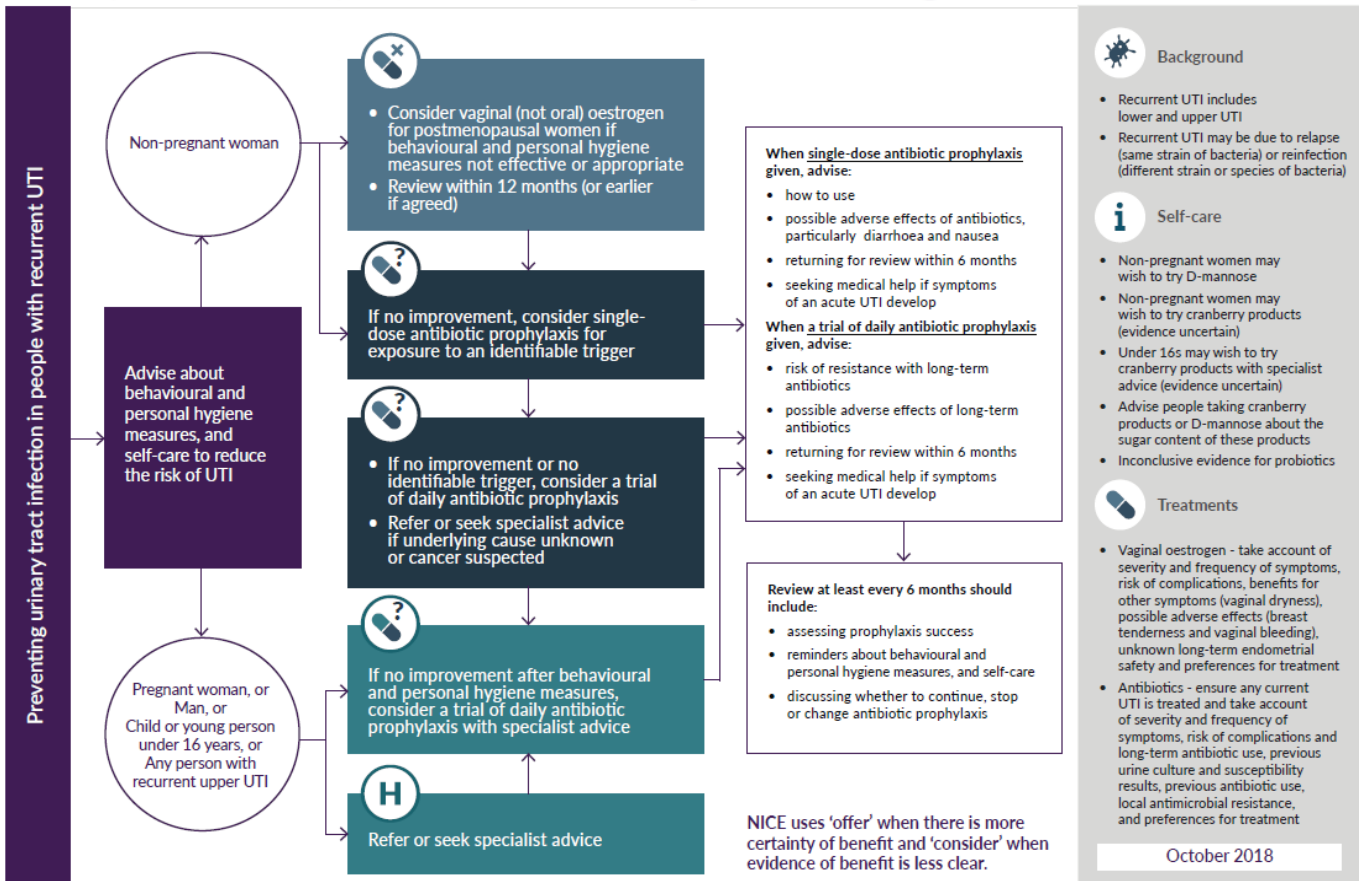 Preventing urinary tract infection in people with recurrent UTI
Advise about
behavioural and
personal hygiene
measures, and
self-care to reduce
the risk of UTI
Non-pregnant woman
Pregnant woman, or
Man, or
Child or young person
under 16 years, or
Any person with
recurrent upper UTI
• Consider vaginal (not oral) oestrogen
for postmenopausal women if
behavioural and personal hygiene
measures not effective or appropriate
• Review within 12 months (or earlier
if agreed)
?
If no improvement, consider single-
dose antibiotic prophylaxis for
exposure to an identifiable trigger
?
• If no improvement or no
identifiable trigger, consider a trial
of daily antibiotic prophylaxis
• Refer or seek specialist advice
if underlying cause unknown
or cancer suspected
?
If no improvement after behavioural
and personal hygiene measures,
consider a trial of daily antibiotic
prophylaxis with specialist advice
H
Refer or seek specialist advice
When single-dose antibiotic prophylaxis
given, advise:
• how to use
• possible adverse effects of antibiotics,
particularly diarrhoea and nausea
• returning for review within 6 months
• seeking medical help if symptoms
of an acute UTI develop
When a trial of daily antibiotic prophylaxis
given, advise:
• risk of resistance with long-term
antibiotics
• possible adverse effects of long-term
antibiotics
• returning for review within 6 months
• seeking medical help if symptoms
of an acute UTI develop
Review at least every 6 months should
include:
• assessing prophylaxis success
• reminders about behavioural and
personal hygiene measures, and self-care
• discussing whether to continue, stop
or change antibiotic prophylaxis
NICE uses ‘offer’ when there is more
certainty of benefit and ‘consider’ when
evidence of benefit is less clear.
Background
• Recurrent UTI includes
lower and upper UTI
• Recurrent UTI may be due to relapse
(same strain of bacteria) or reinfection
(different strain or species of bacteria)
i
Self-care
• Non-pregnant women may
wish to try D-mannose
• Non-pregnant women may
wish to try cranberry products
(evidence uncertain)
• Under 16s may wish to try
cranberry products with specialist
advice (evidence uncertain)
• Advise people taking cranberry
products or D-mannose about the
sugar content of these products
• Inconclusive evidence for probiotics
Treatments
• Vaginal oestrogen - take account of
severity and frequency of symptoms,
risk of complications, benefits for
other symptoms (vaginal dryness),
possible adverse effects (breast
tenderness and vaginal bleeding),
unknown long-term endometrial
safety and preferences for treatment
• Antibiotics - ensure any current
UTI is treated and take account
of severity and frequency of
symptoms, risk of complications and
long-term antibiotic use, previous
urine culture and susceptibility
results, previous antibiotic use,
local antimicrobial resistance,
and preferences for treatment
October 2018